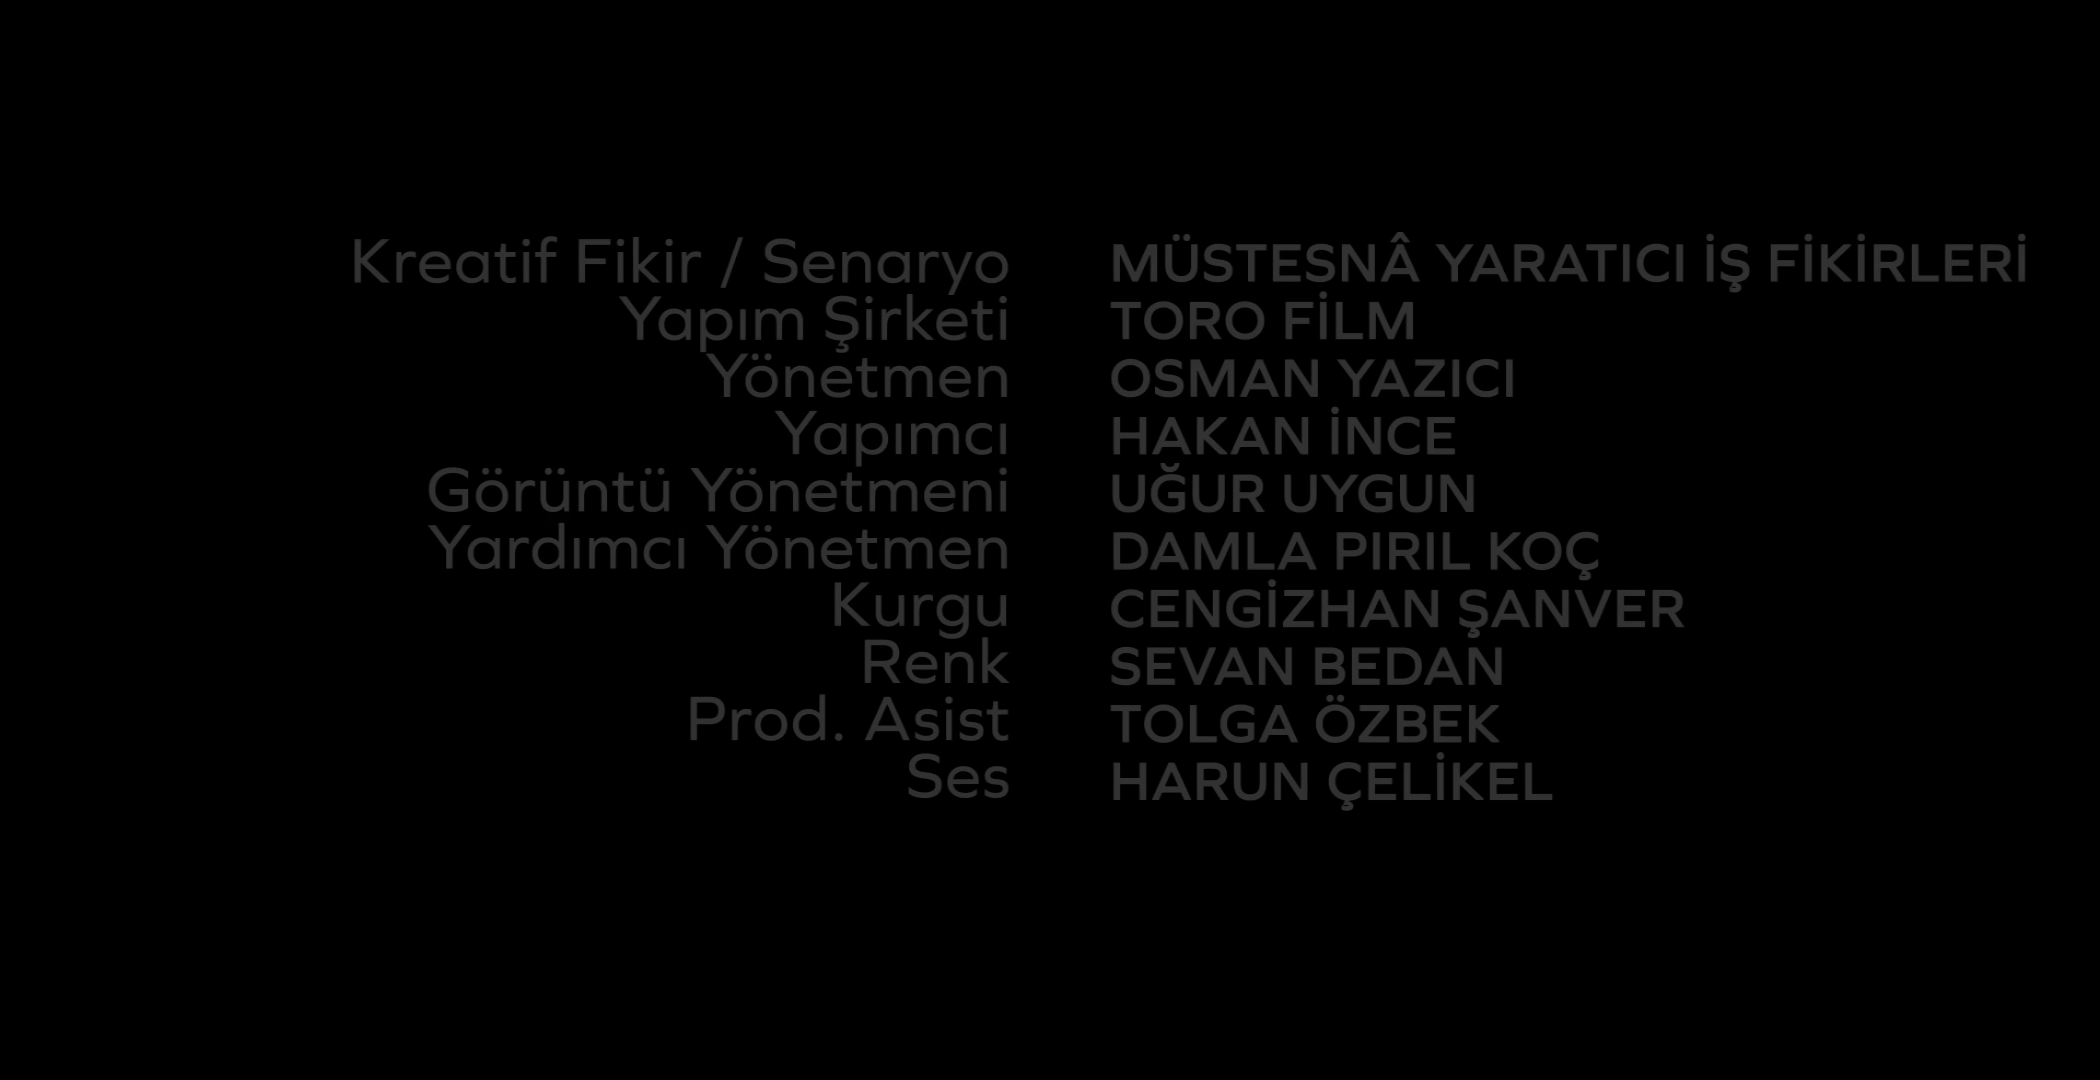 Kreatif Fikir / Senaryo MÜSTESNÂ YARATICI İŞ FİKİRLERİ
Yapım Şirketi TORO FİLM
Yönetmen OSMAN YAZICI
Yapımcı HAKAN İNCE
Görüntü Yönetmeni UĞUR UYGUN
Yardımcı Yönetmen DAMLA PIRIL KOÇ
Kurgu CENGİZHAN ŞANVER
Renk SEVAN BEDAN
Prod. Asist TOLGA ÖZBEK
Ses HARUN ÇELİKEL